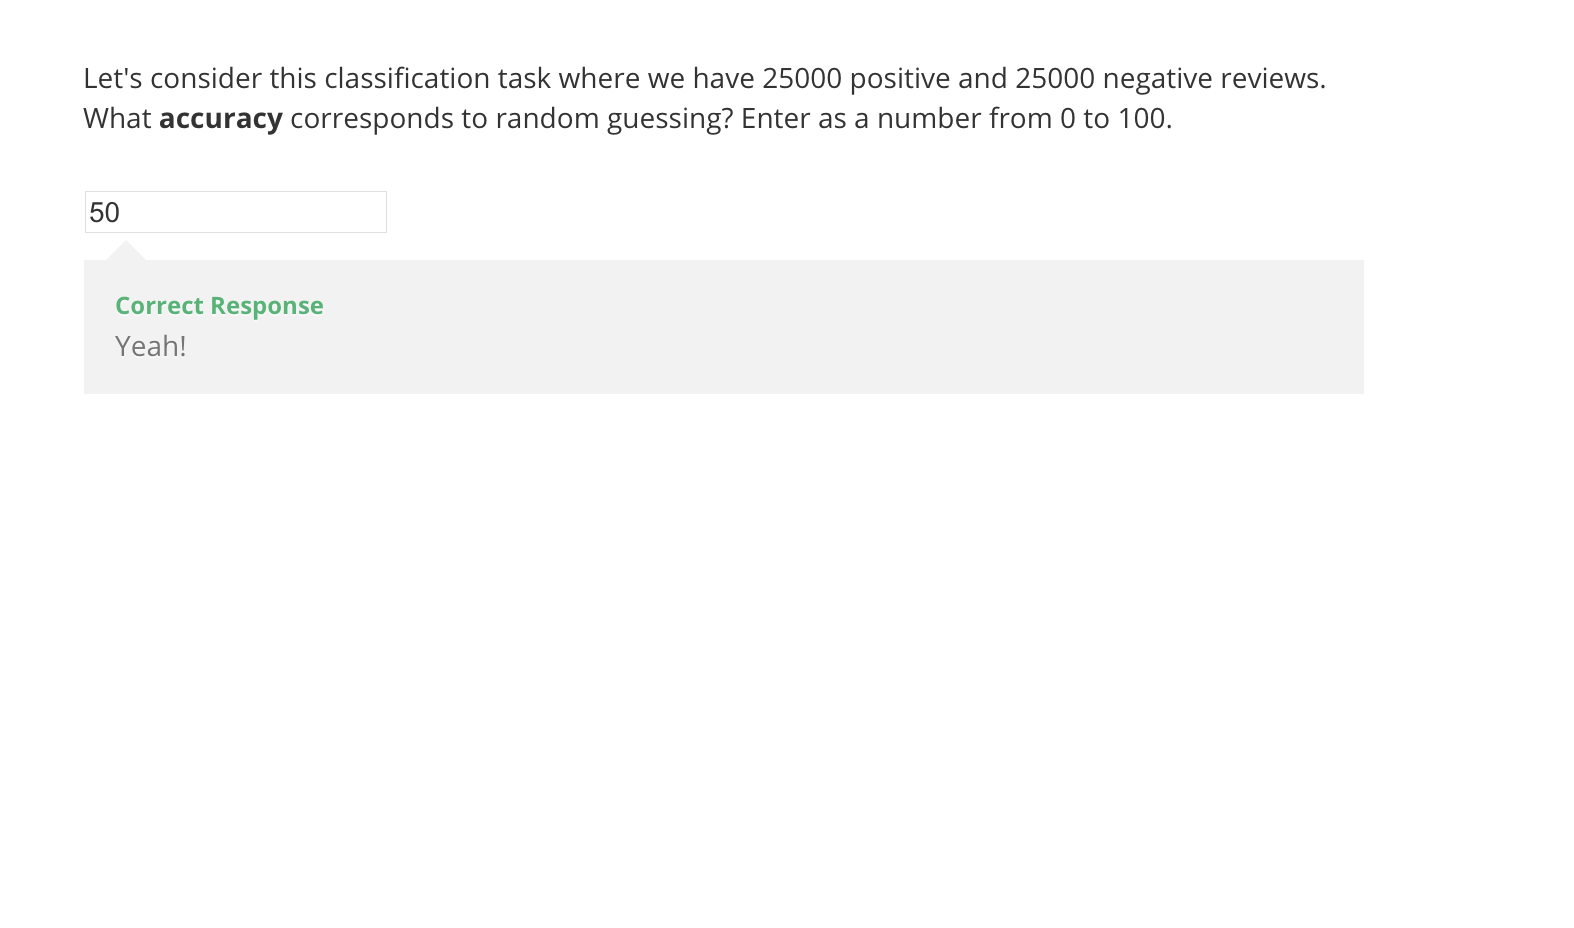 Let's consider this classification task where we have 25000 positive and 25000 negative reviews.
What accuracy corresponds to random guessing? Enter as a number from 0 to 100.
50
Correct Response
Yeah!